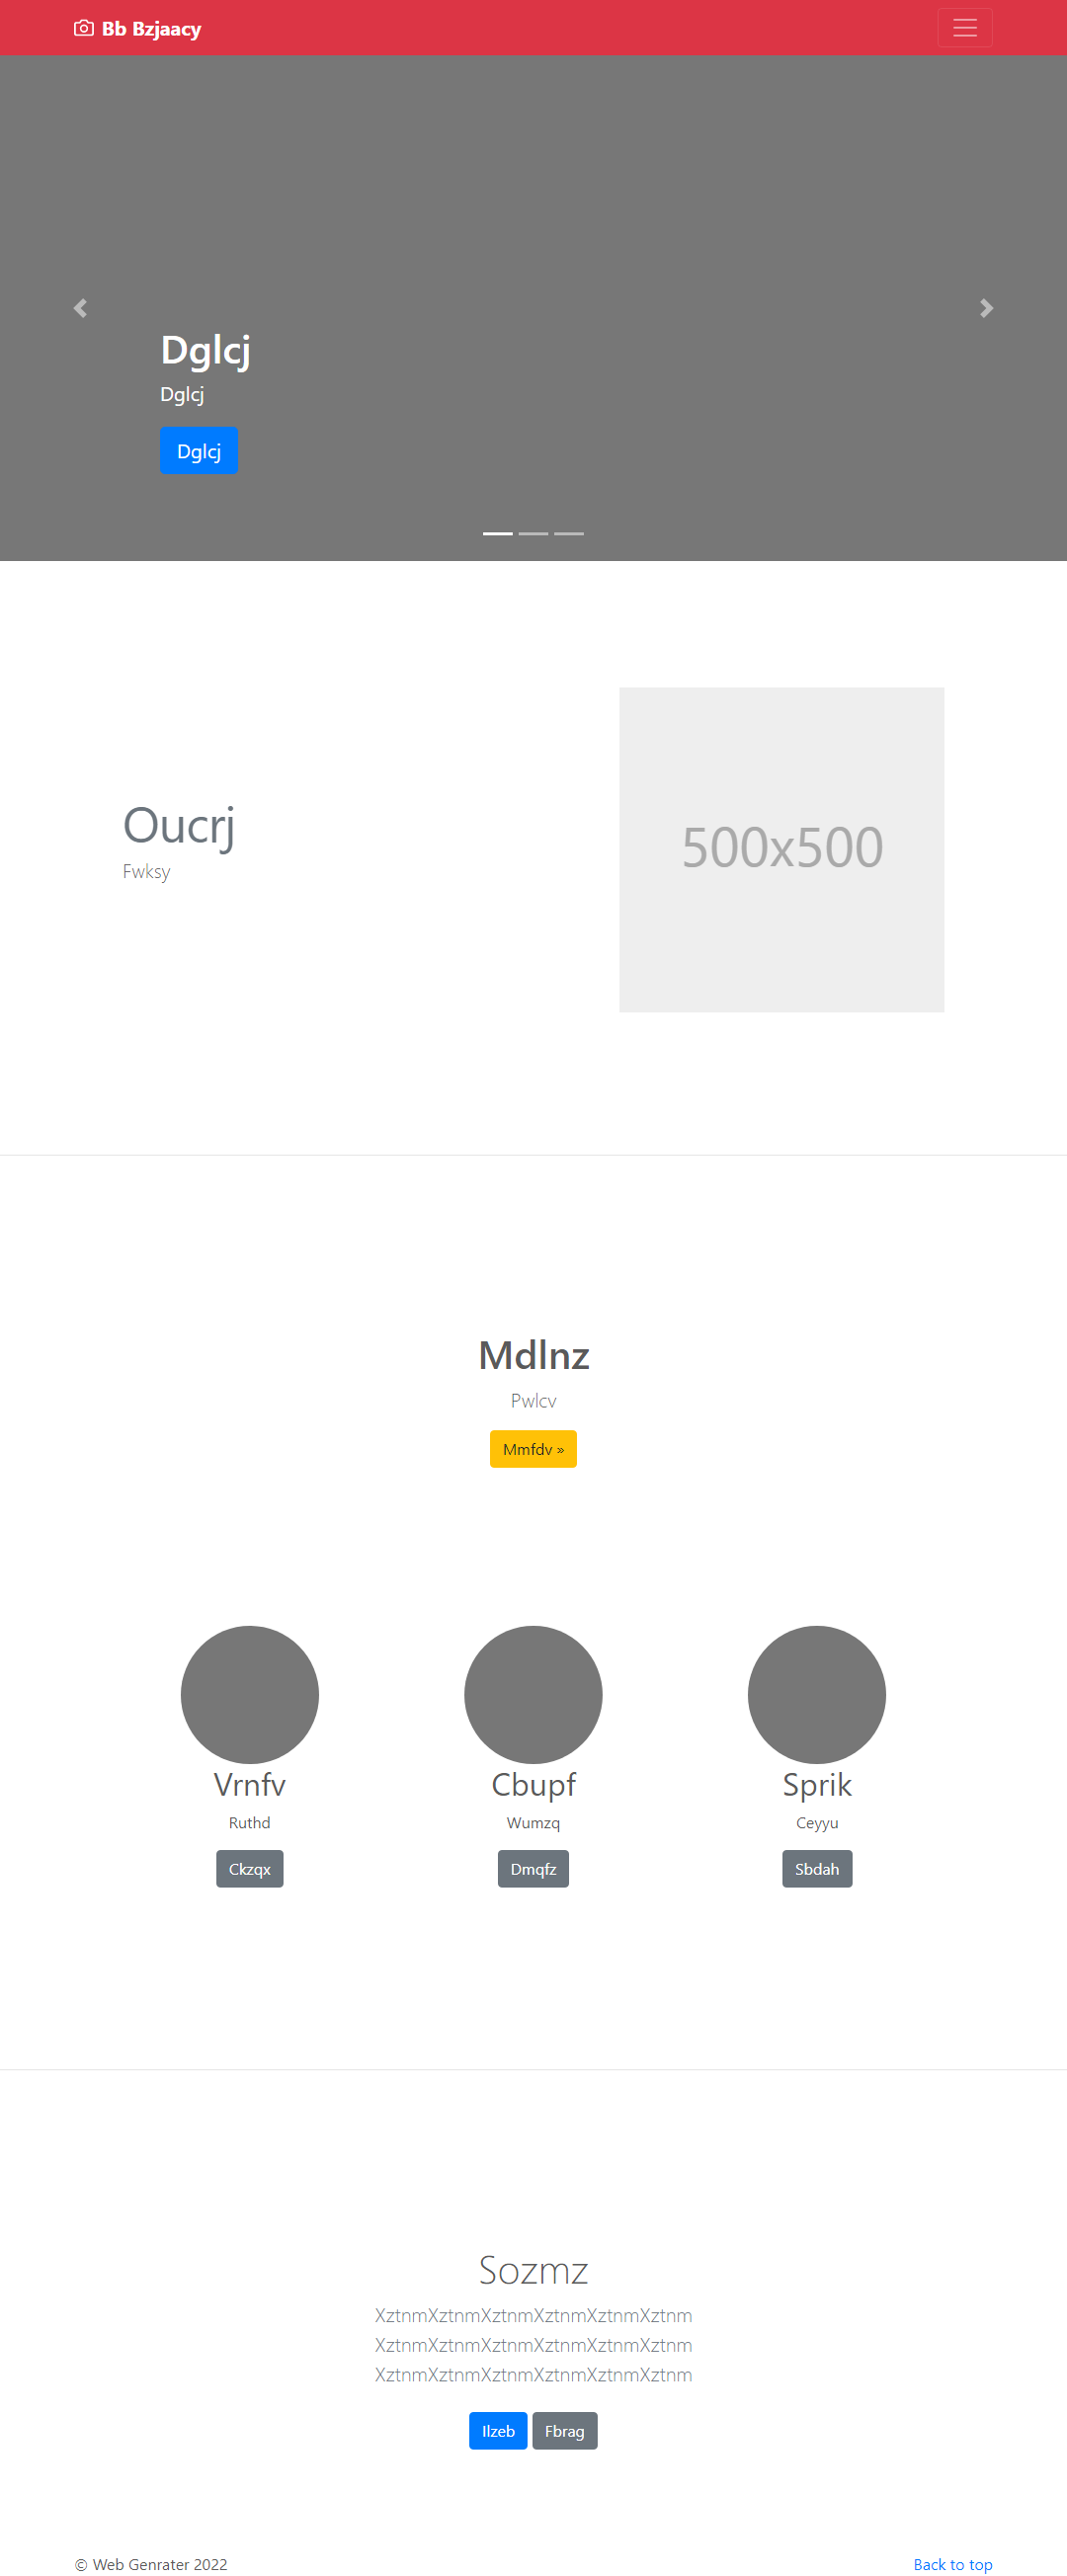 Bb Bzjaacy
Dglcj
Dglcj
Dglcj
Oucrj
Fwksy
500x500
Mdlnz
Pwlcv
Mmfdv »
Vrnfv
Ruthd
Ckzqx
Cbupf
Wumzq
Dmqfz
Sprik
Ceyyu
Sbdah
Sozmz
XztnmXztnmXztnmXztnmXztnmXztnm
XztnmXztnmXztnmXztnmXztnmXztnm
XztnmXztnmXztnmXztnmXztnmXztnm
Ilzeb Fbrag
© Web Genrater 2022 Back to top